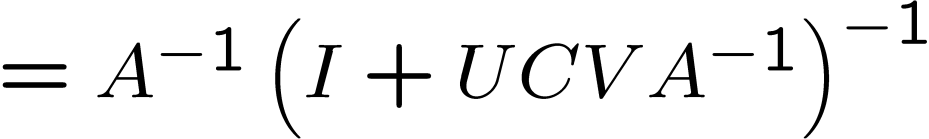 = A⁻¹ (I + UCVA⁻¹)⁻¹